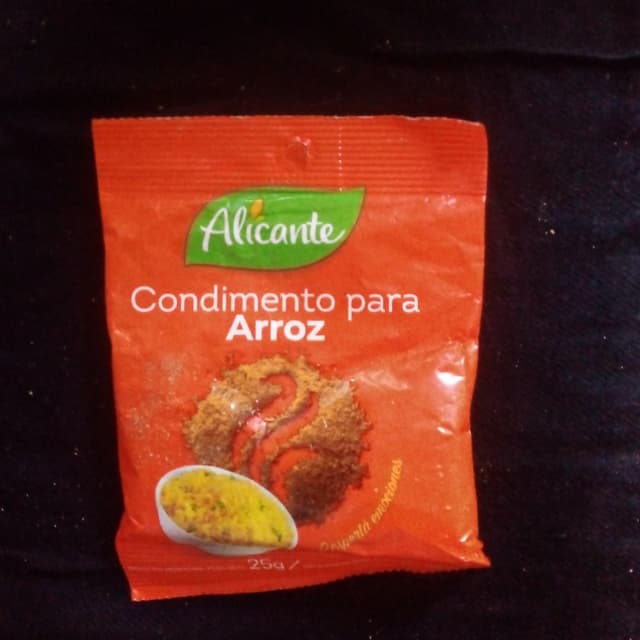 Alicante
Condimento para
Arroz
Despertá emociones
25g /